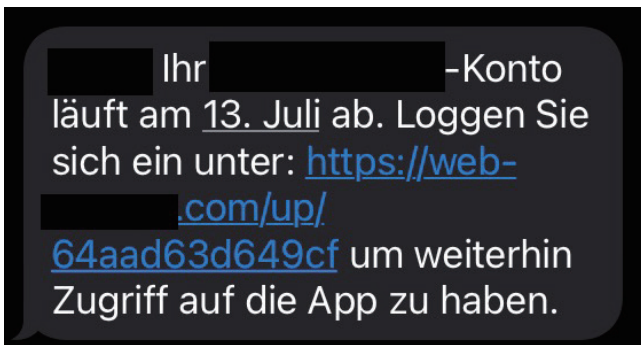 Ihr -Konto
läuft am 13. Juli ab. Loggen Sie
sich ein unter: https://web-
.com/up/
64aad63d649cf um weiterhin
Zugriff auf die App zu haben.